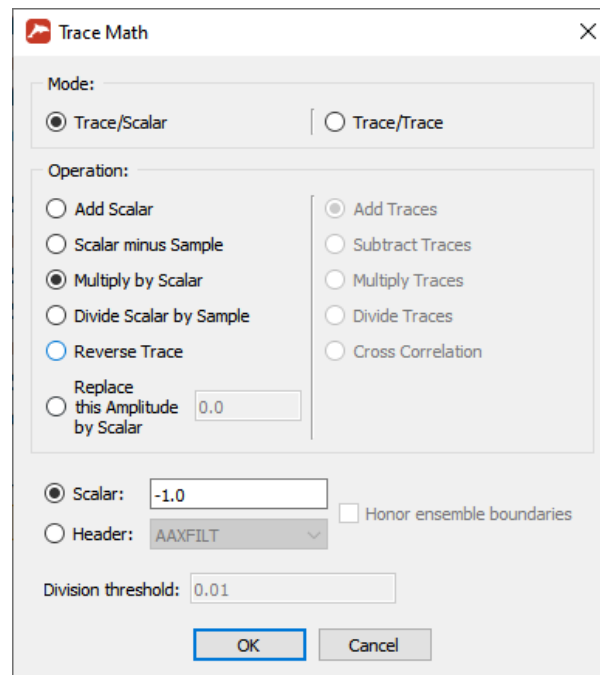 Trace Math
Mode:
Trace/Scalar
Trace/Trace
Operation:
Add Scalar
Add Traces
Scalar minus Sample
Subtract Traces
Multiply by Scalar
Multiply Traces
Divide Scalar by Sample
Divide Traces
Reverse Trace
Cross Correlation
Replace
this Amplitude
by Scalar
0.0
Scalar:
-1.0
Honor ensemble boundaries
Header:
AAXFILT
Division threshold:
0.01
OK
Cancel